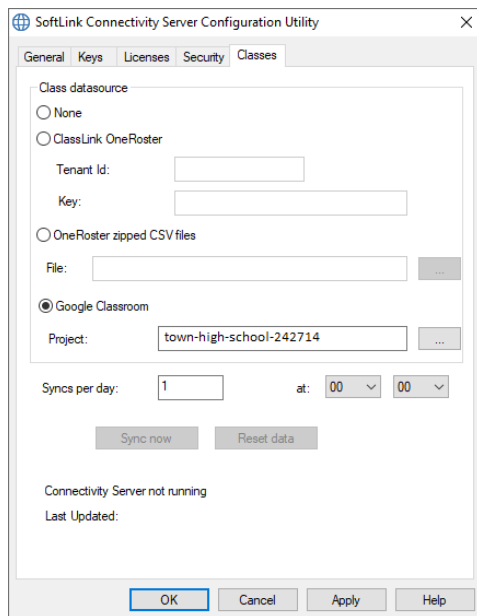 SoftLink Connectivity Server Configuration Utility
General Keys Licenses Security Classes
Class datasource
None
ClassLink OneRoster
Tenant Id:
Key:
OneRoster zipped CSV files
File: ...
Google Classroom
Project: town-high-school-242714 ...
Syncs per day: 1 at: 00 00
Sync now Reset data
Connectivity Server not running
Last Updated:
OK Cancel Apply Help